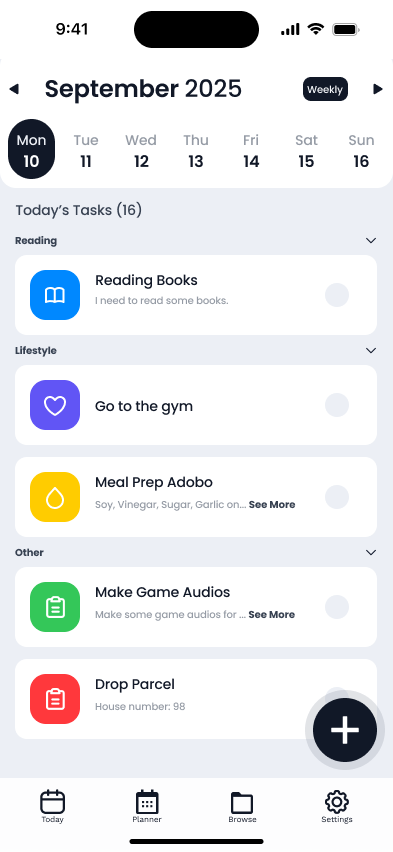 9:41
September 2025
Weekly
Mon Tue Wed Thu Fri Sat Sun
10 11 12 13 14 15 16
Today's Tasks (16)
Reading
Reading Books
I need to read some books.
Lifestyle
Go to the gym
Meal Prep Adobo
Soy, Vinegar, Sugar, Garlic on... See More
Other
Make Game Audios
Make some game audios for ... See More
Drop Parcel
House number: 98
Today Planner Browse Settings